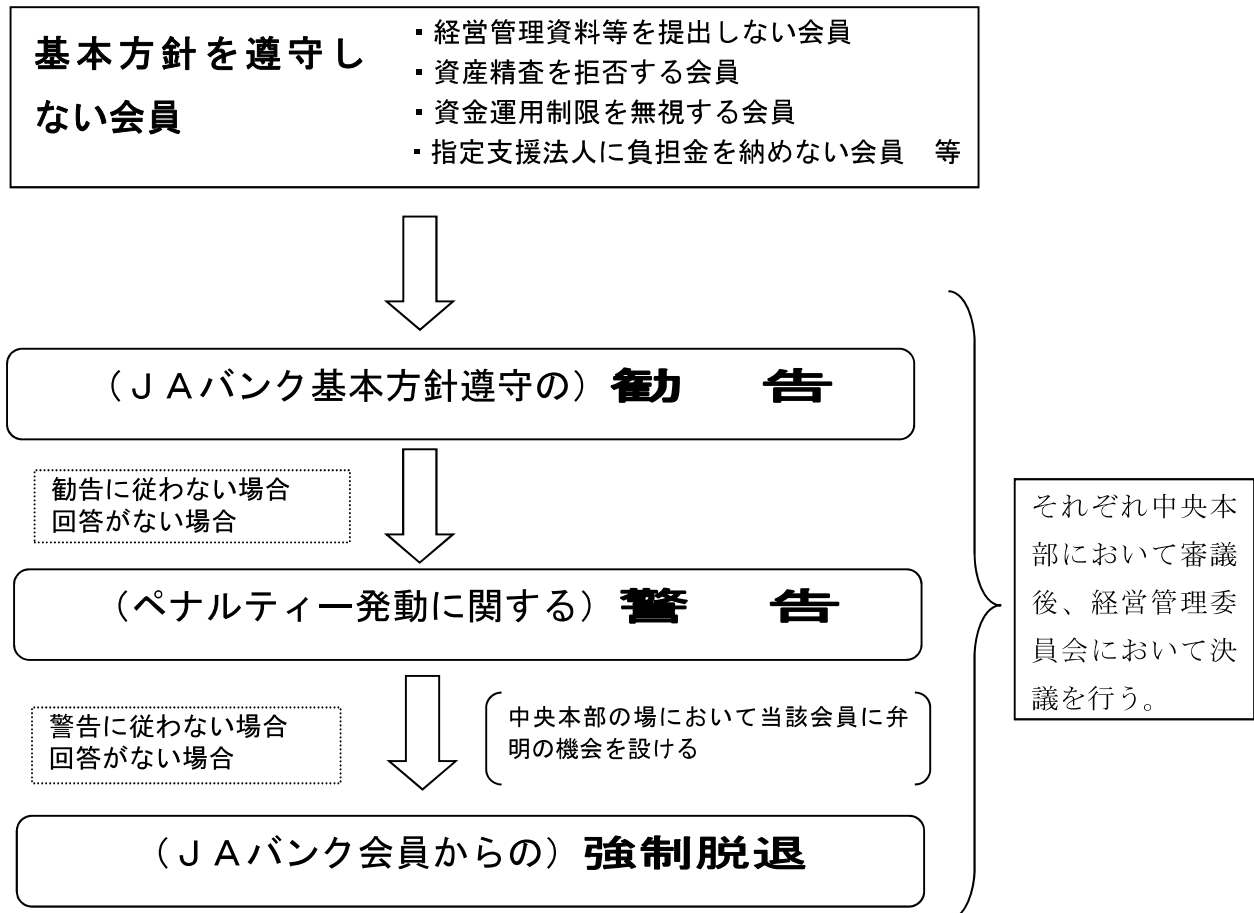 基本方針を遵守し
ない会員
・経営管理資料等を提出しない会員
・資産精査を拒否する会員
・資金運用制限を無視する会員
・指定支援法人に負担金を納めない会員　等
（ＪＡバンク基本方針遵守の）勧　告
勧告に従わない場合
回答がない場合
（ペナルティー発動に関する）警　告
警告に従わない場合
回答がない場合
中央本部の場において当該会員に弁
明の機会を設ける
（ＪＡバンク会員からの）強制脱退
それぞれ中央本
部において審議
後、経営管理委
員会において決
議を行う。